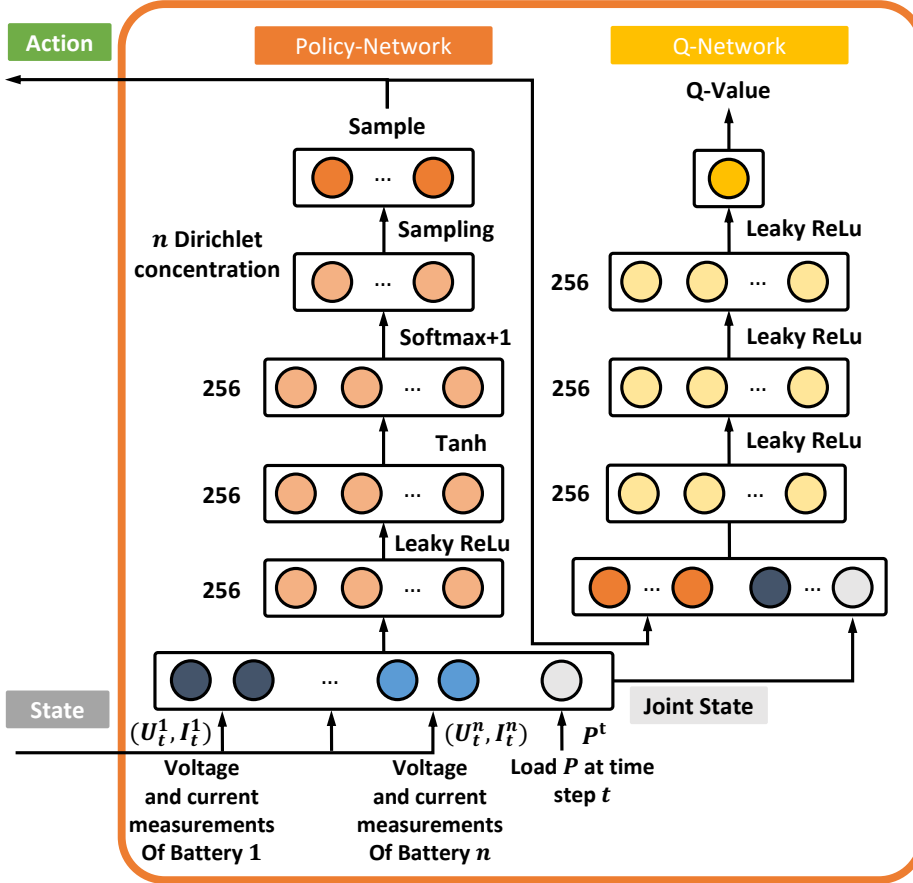 Action
Policy-Network
Q-Network
Q-Value
Sample
...
Sampling
n Dirichlet
concentration
...
Leaky ReLu
256
...
Softmax+1
Leaky ReLu
256
...
256
...
Tanh
Leaky ReLu
256
...
256
...
Leaky ReLu
256
...
... ...
...
State
Joint State
(U_t^1, I_t^1)
(U_t^n, I_t^n)
P^t
Voltage
and current
measurements
Of Battery 1
Voltage
and current
measurements
Of Battery n
Load P at time
step t